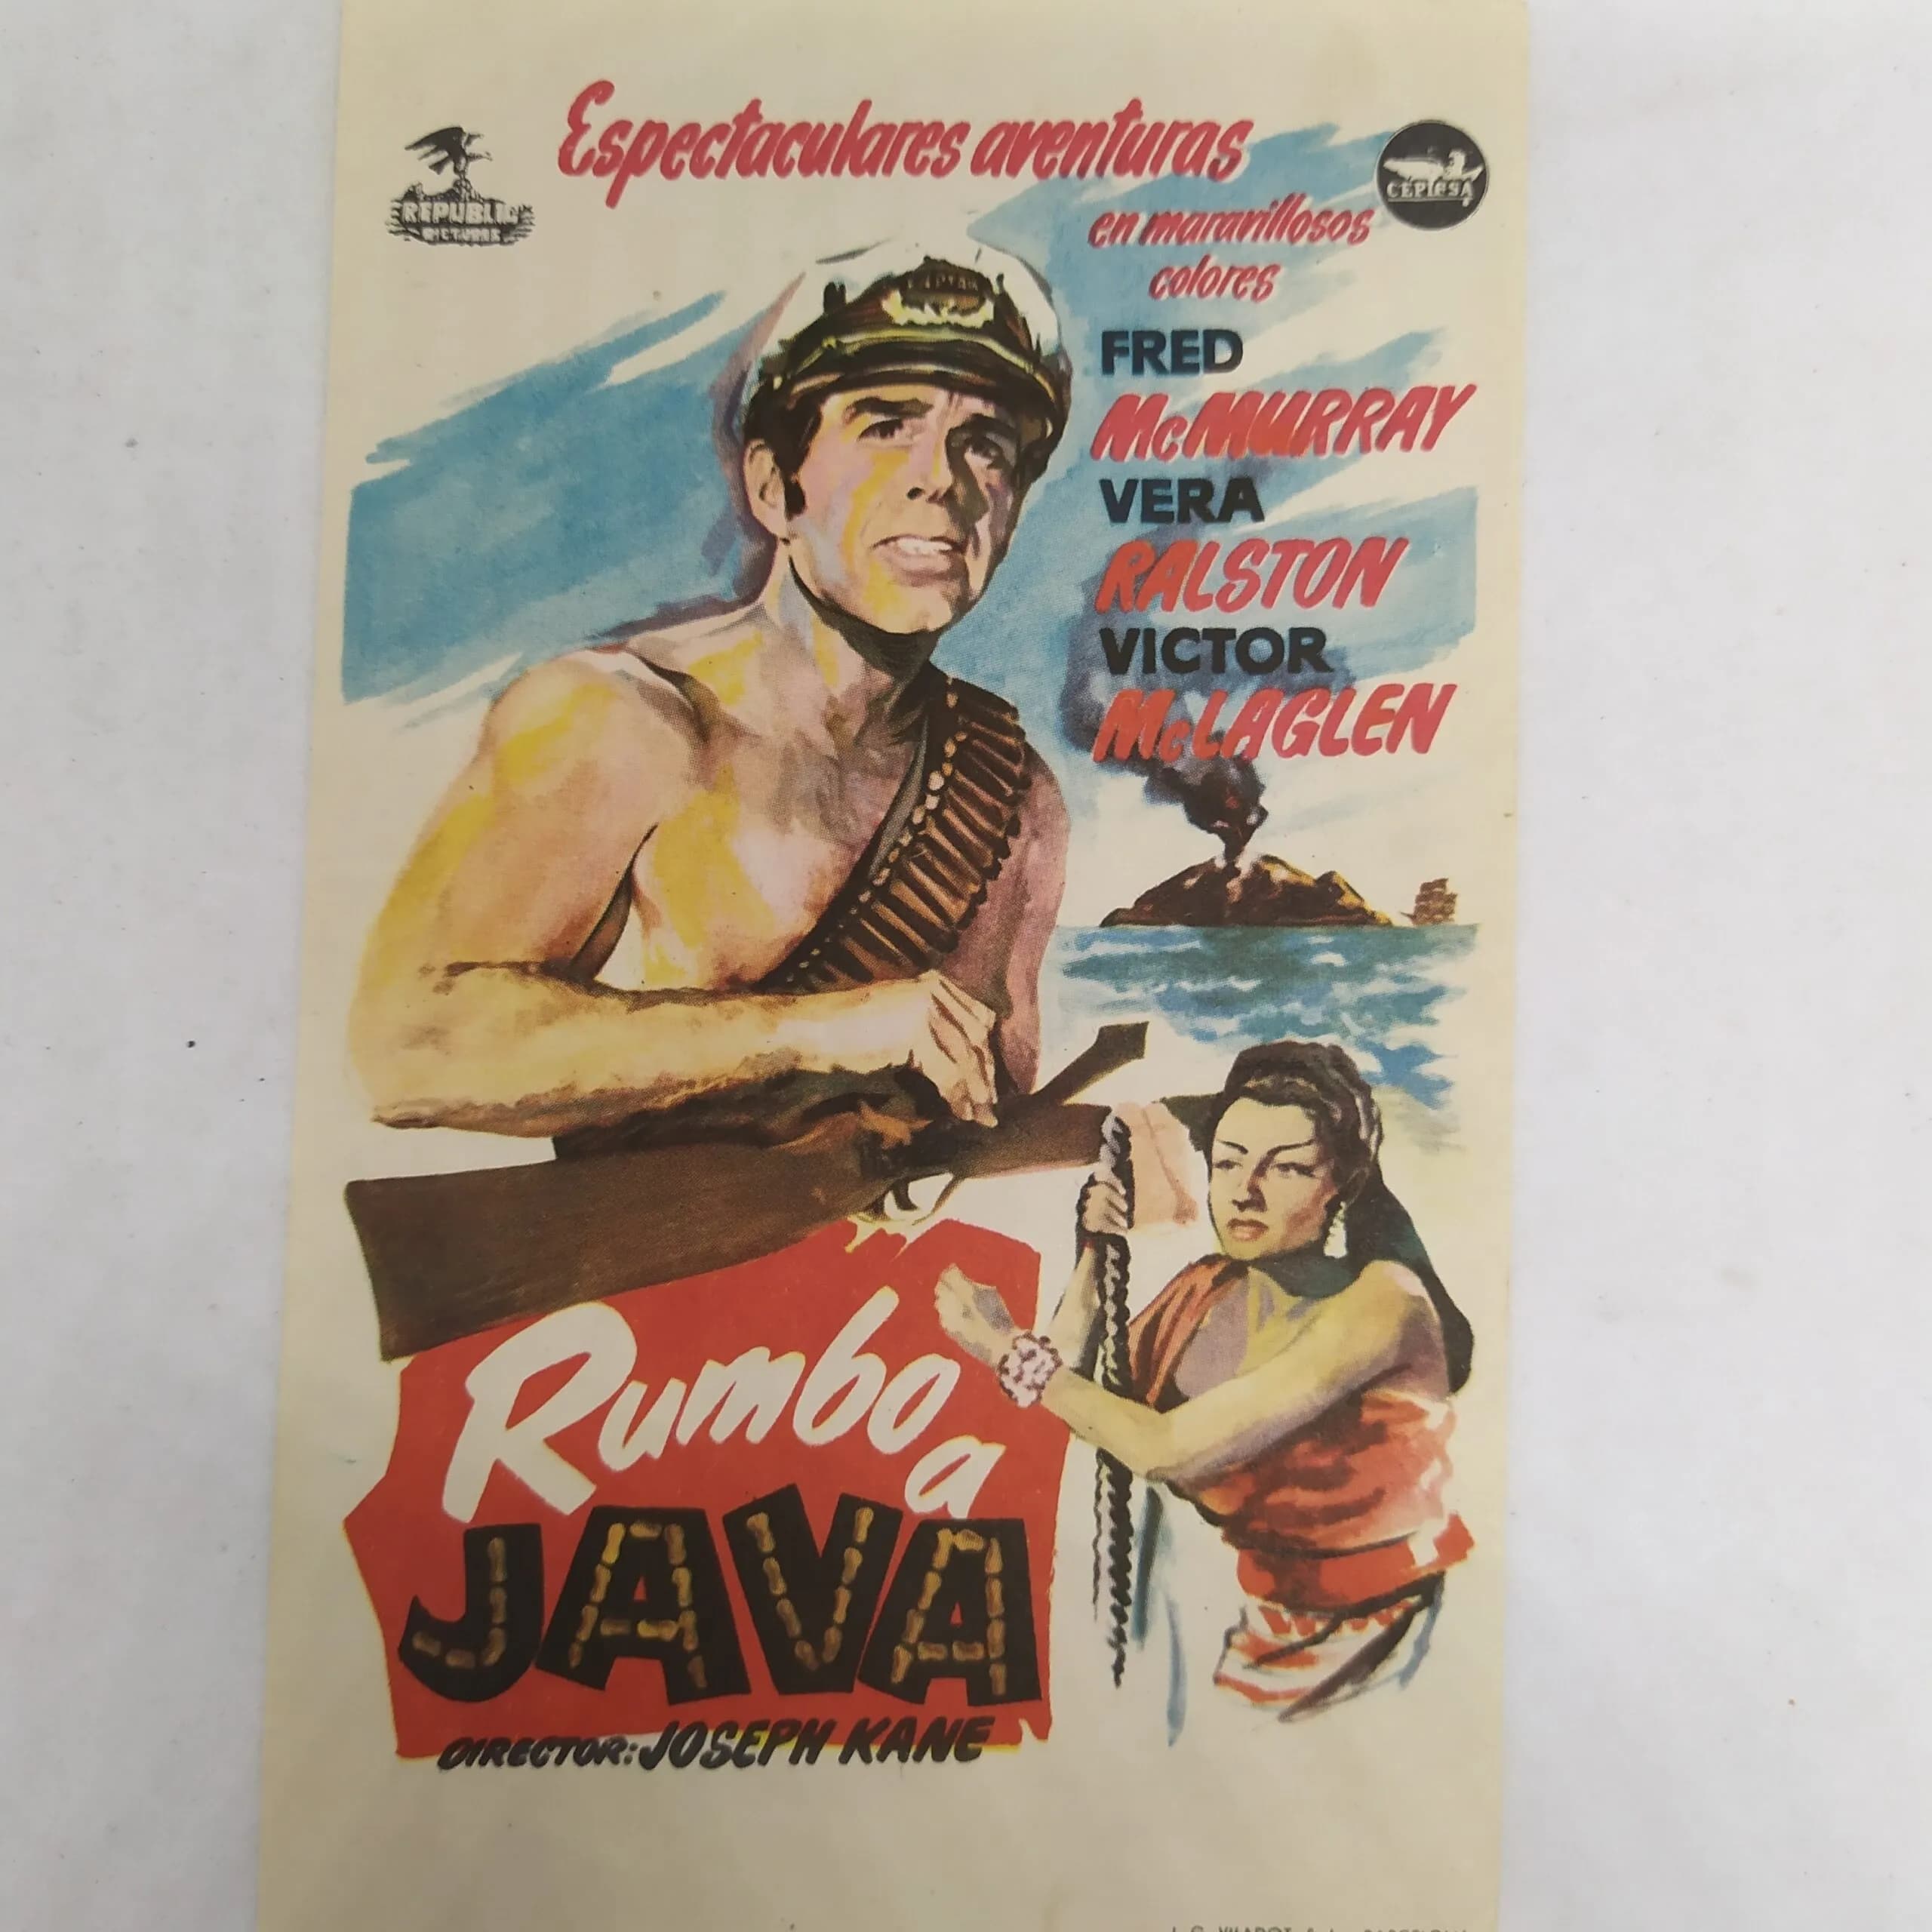 Espectaculares aventuras
en maravillosos
colores
REPUBLIC
PICTURES
CEPICSA
FRED
McMURRAY
VERA
RALSTON
VICTOR
McLAGLEN
Rumbo
a
JAVA
DIRECTOR: JOSEPH KANE